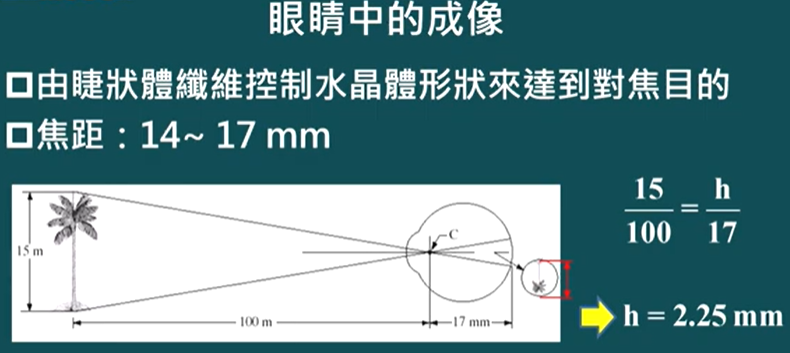 眼睛中的成像
由睫狀體纖維控制水晶體形狀來達到對焦目的
焦距：14~ 17 mm
15 m
C
100 m
17 mm
15
100
=
h
17
h = 2.25 mm